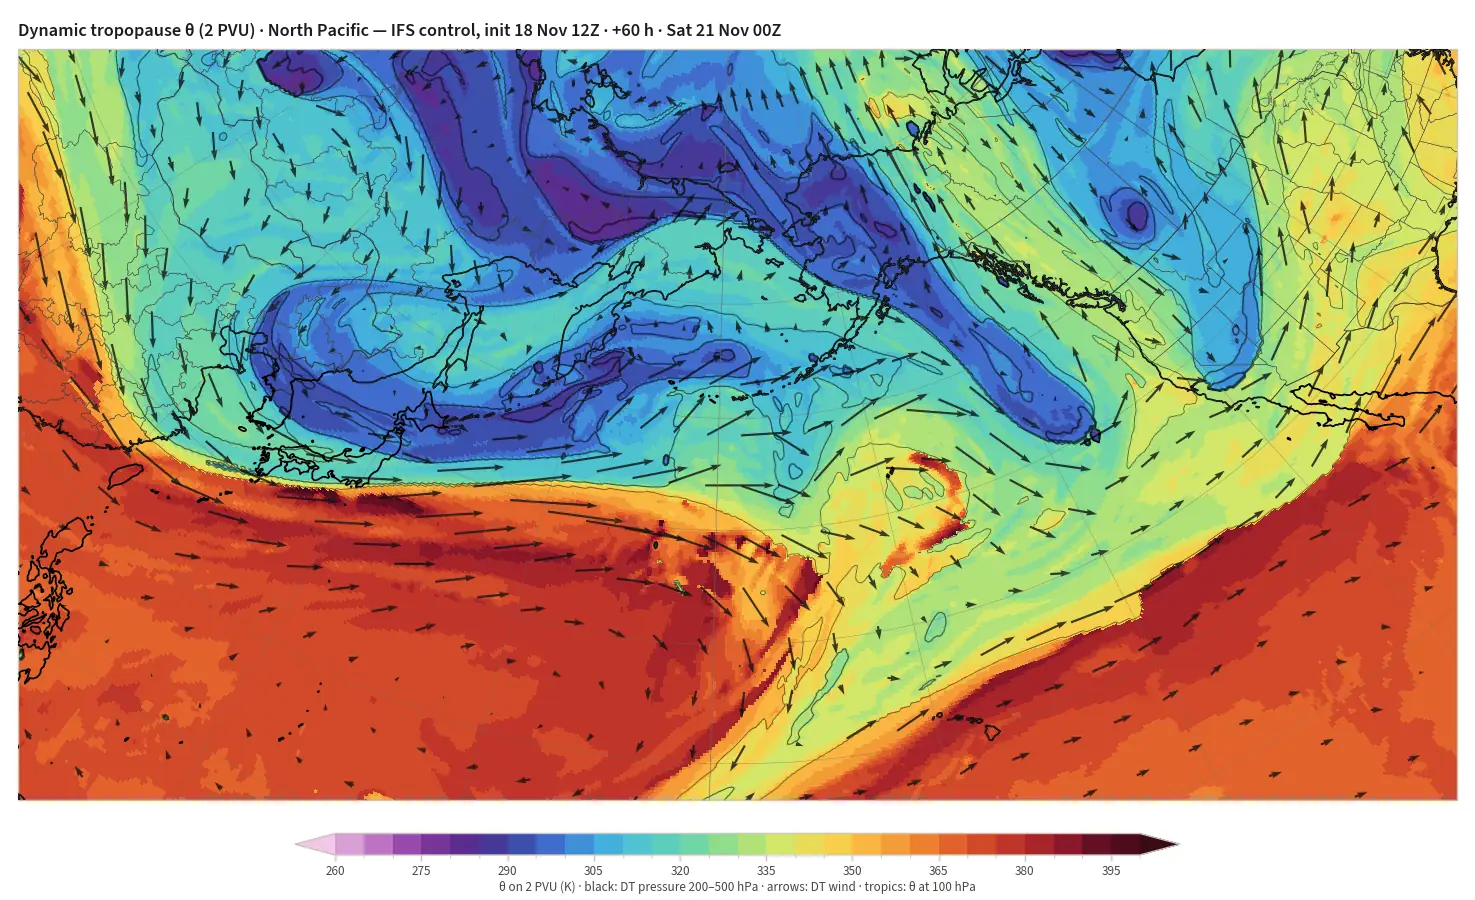 Dynamic tropopause θ (2 PVU) · North Pacific — IFS control, init 18 Nov 12Z · +60 h · Sat 21 Nov 00Z
260 275 290 305 320 335 350 365 380 395
θ on 2 PVU (K) · black: DT pressure 200–500 hPa · arrows: DT wind · tropics: θ at 100 hPa